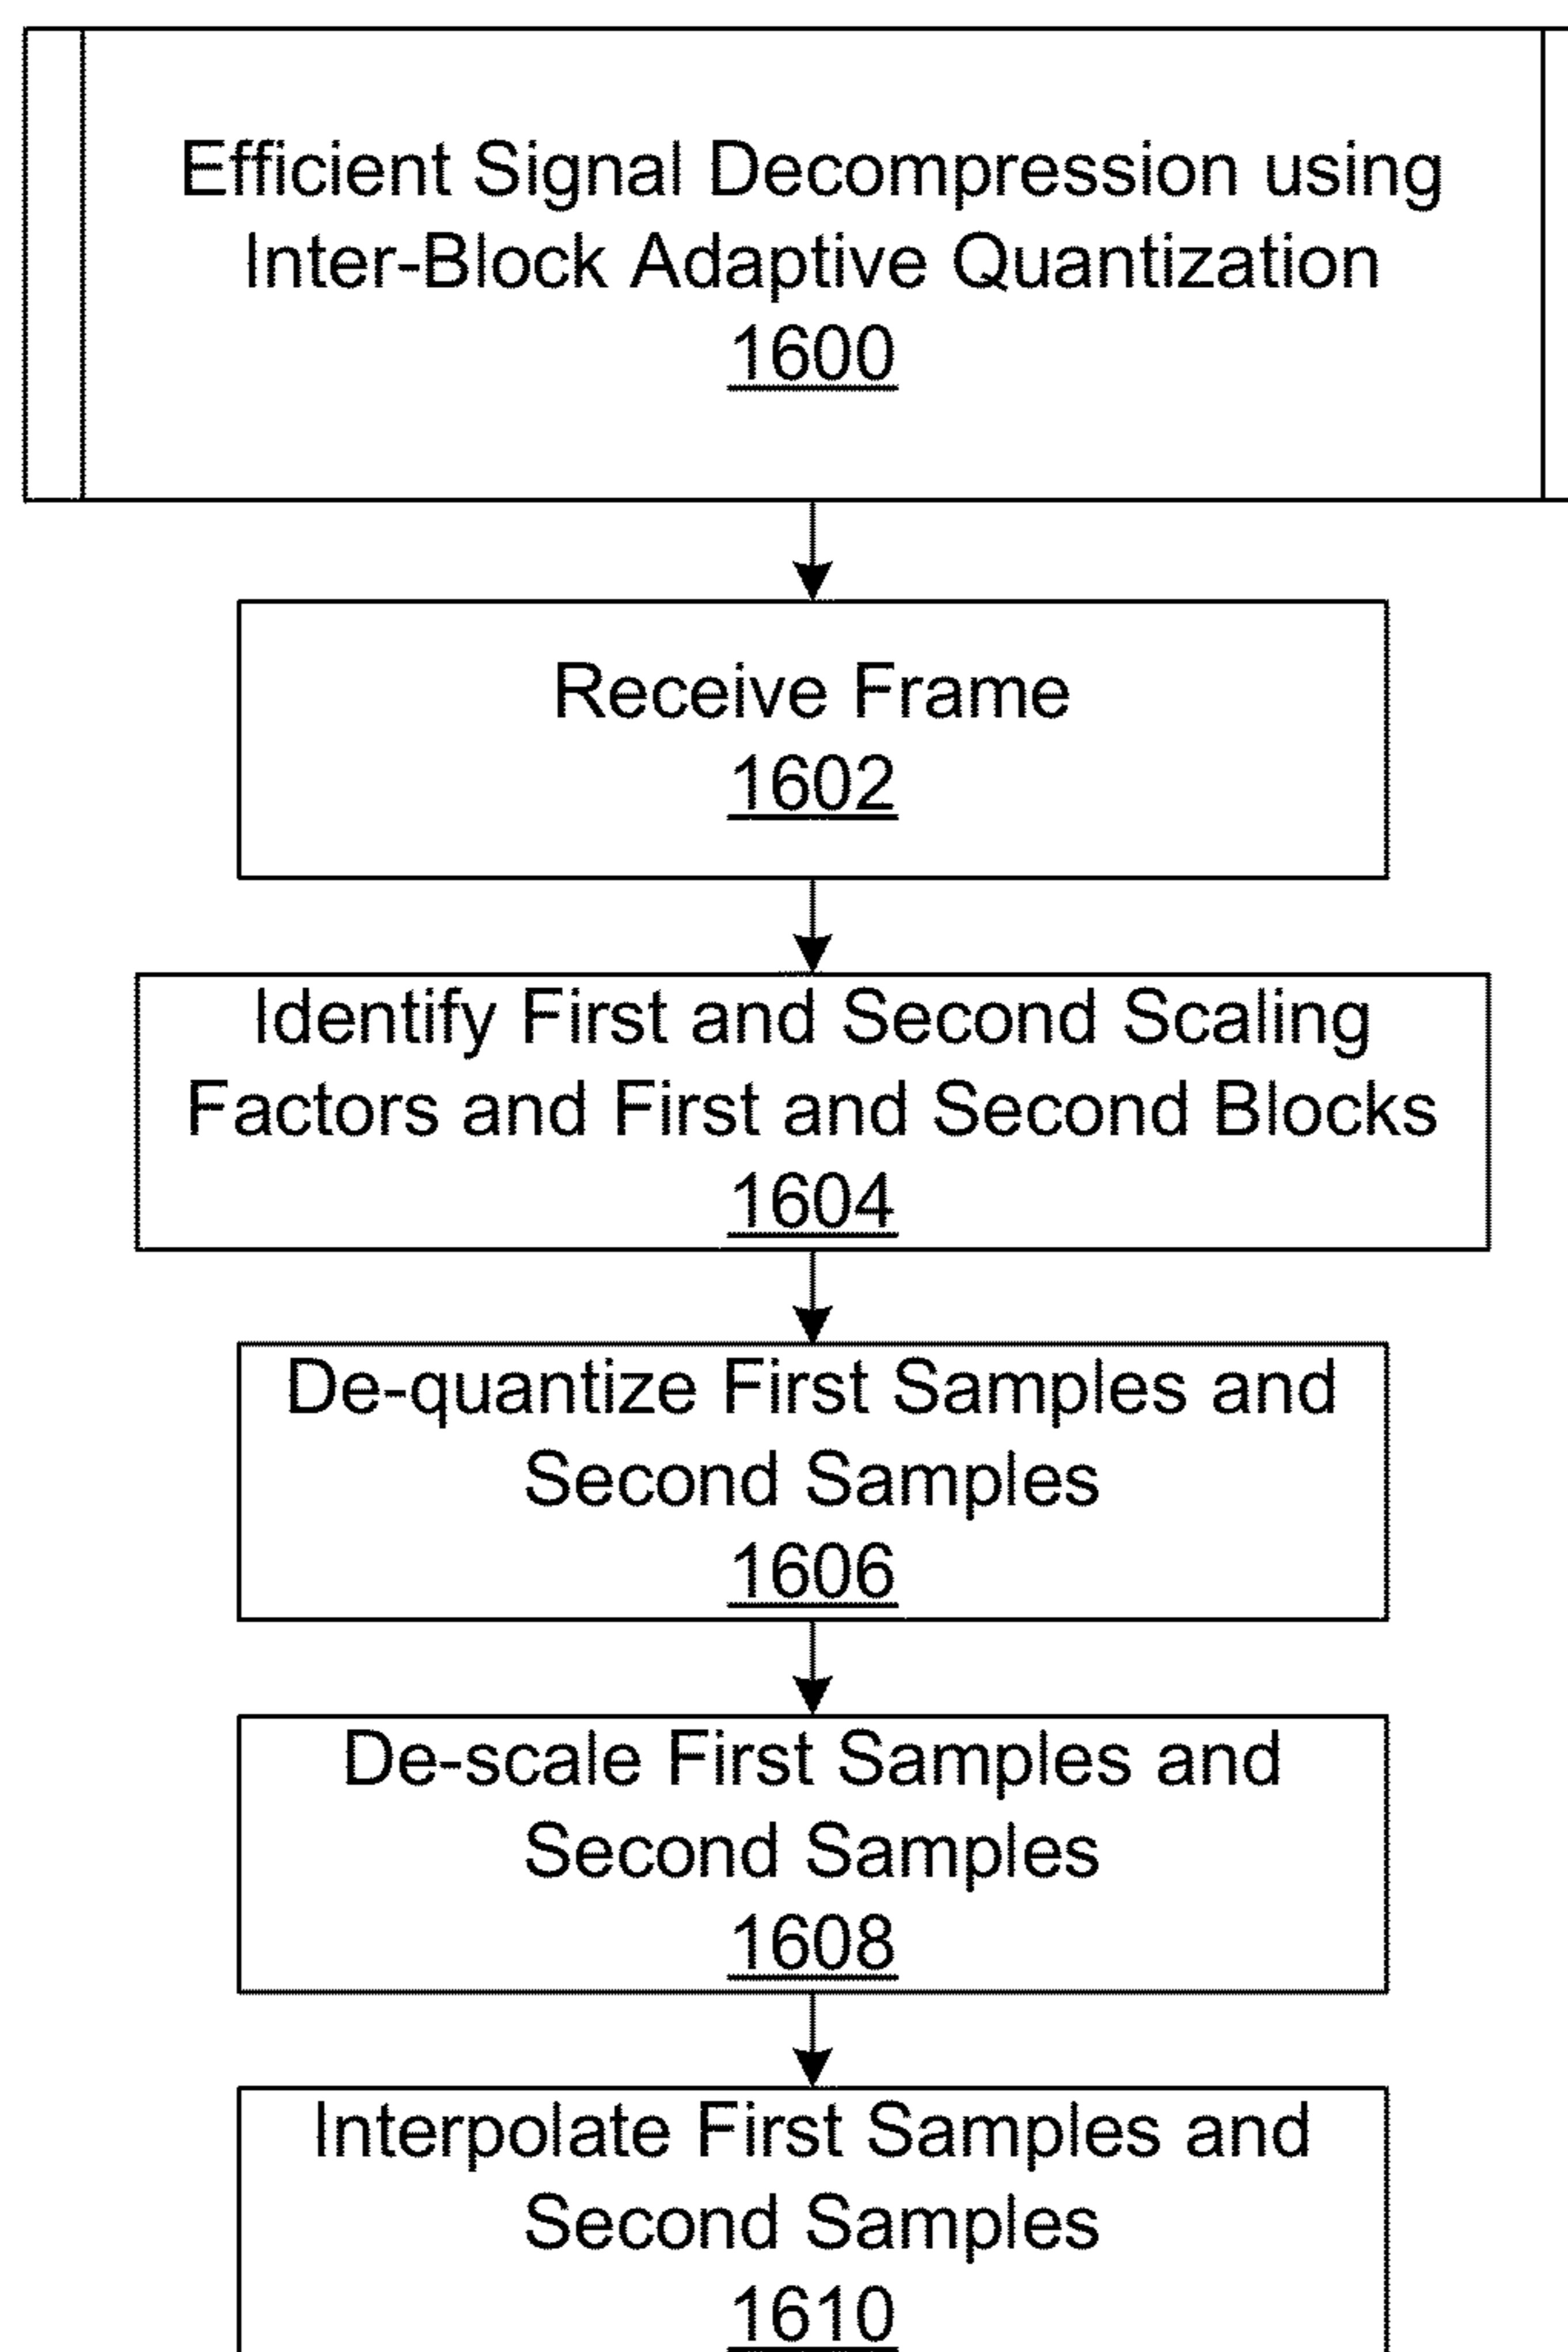 Efficient Signal Decompression using
Inter-Block Adaptive Quantization
1600
Receive Frame
1602
Identify First and Second Scaling
Factors and First and Second Blocks
1604
De-quantize First Samples and
Second Samples
1606
De-scale First Samples and
Second Samples
1608
Interpolate First Samples and
Second Samples
1610